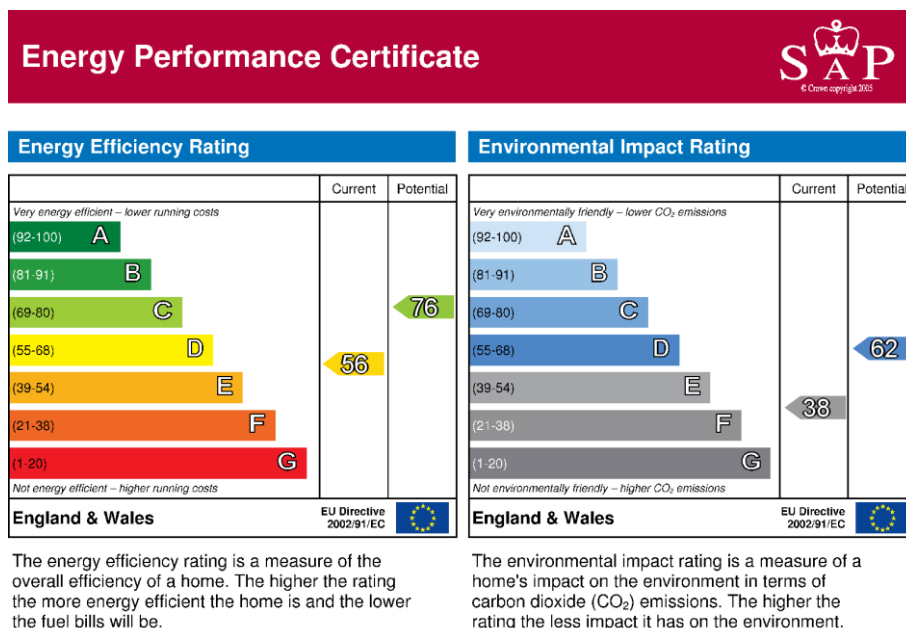 Energy Performance Certificate
SAP
© Crown copyright 2005
Energy Efficiency Rating
Current Potential
Very energy efficient – lower running costs
(92-100) A
(81-91) B
(69-80) C
76
(55-68) D
56
(39-54) E
(21-38) F
(1-20) G
Not energy efficient – higher running costs
England & Wales
EU Directive
2002/91/EC
The energy efficiency rating is a measure of the
overall efficiency of a home. The higher the rating
the more energy efficient the home is and the lower
the fuel bills will be.
Environmental Impact Rating
Current Potential
Very environmentally friendly – lower CO₂ emissions
(92-100) A
(81-91) B
(69-80) C
(55-68) D
62
(39-54) E
38
(21-38) F
(1-20) G
Not environmentally friendly – higher CO₂ emissions
England & Wales
EU Directive
2002/91/EC
The environmental impact rating is a measure of a
home's impact on the environment in terms of
carbon dioxide (CO₂) emissions. The higher the
rating the less impact it has on the environment.